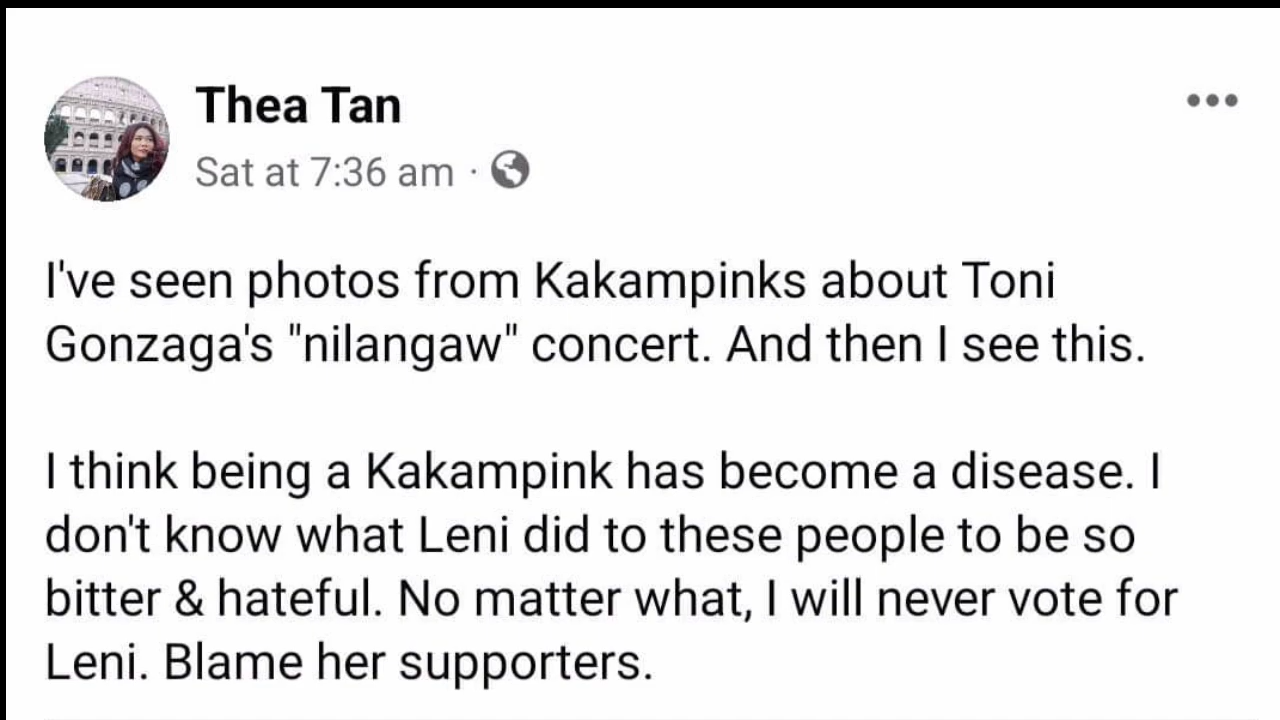 Thea Tan
Sat at 7:36 am ·
I've seen photos from Kakampinks about Toni
Gonzaga's "nilangaw" concert. And then I see this.
I think being a Kakampink has become a disease. I
don't know what Leni did to these people to be so
bitter & hateful. No matter what, I will never vote for
Leni. Blame her supporters.